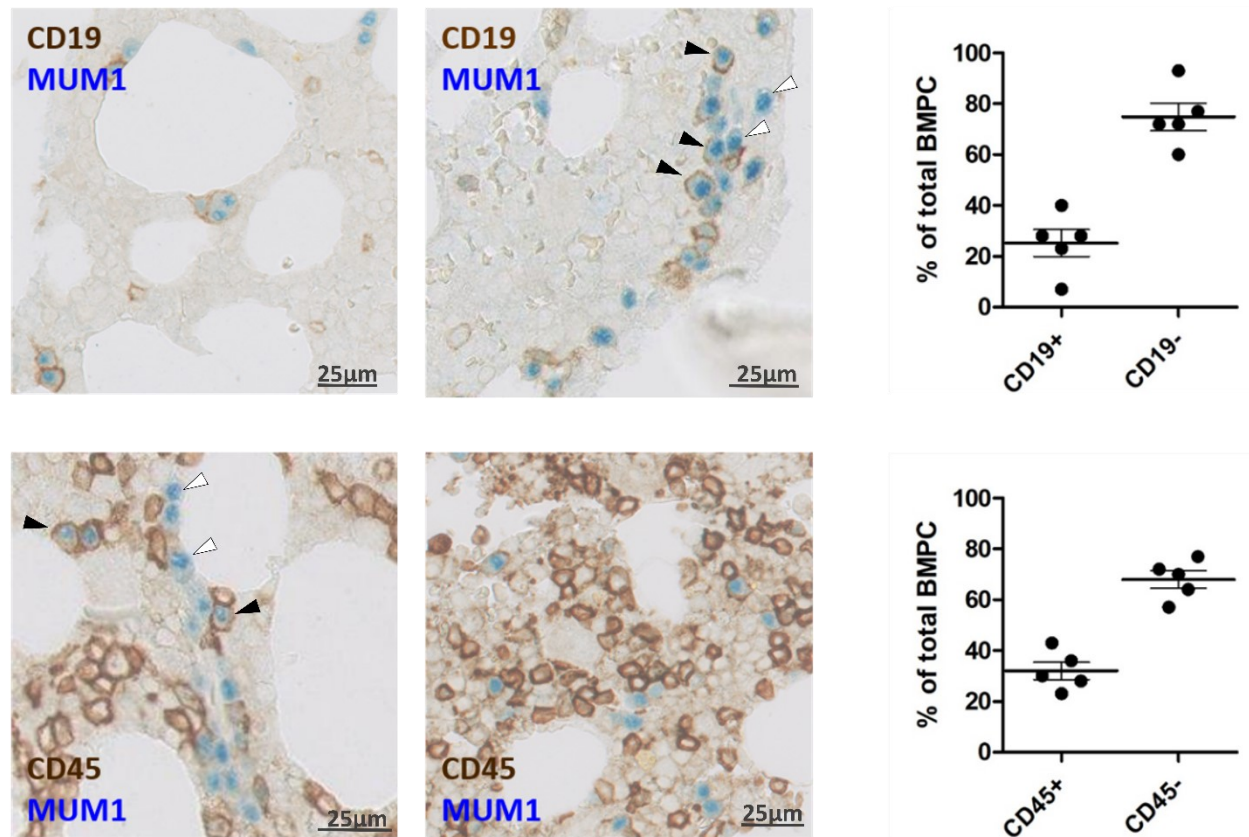 CD19
MUM1
25µm
CD19
MUM1
25µm
% of total BMPC
100
80
60
40
20
0
CD19+
CD19-
CD45
MUM1
25µm
CD45
MUM1
25µm
% of total BMPC
100
80
60
40
20
0
CD45+
CD45-